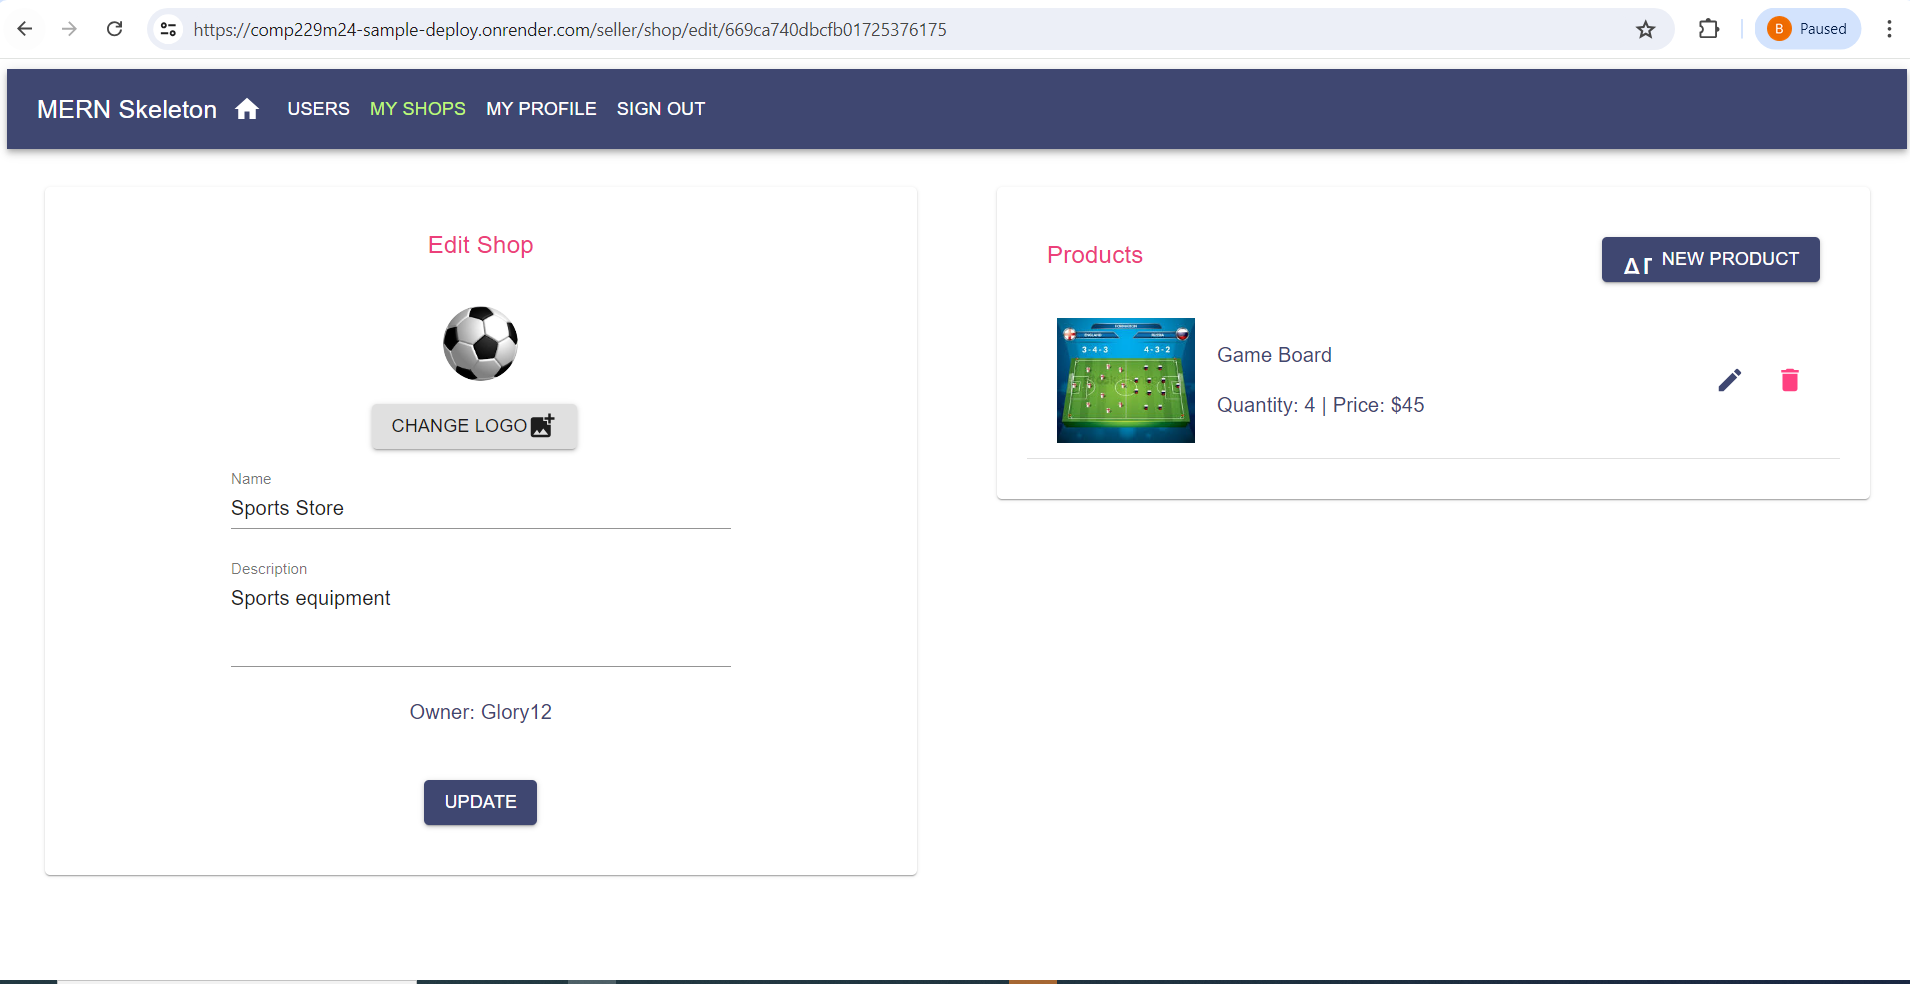 https://comp229m24-sample-deploy.onrender.com/seller/shop/edit/669ca740dbcfb01725376175
B Paused
MERN Skeleton USERS MY SHOPS MY PROFILE SIGN OUT
Edit Shop
CHANGE LOGO
Name
Sports Store
Description
Sports equipment
Owner: Glory12
UPDATE
Products
NEW PRODUCT
3-4-3 4-3-2
Game Board
Quantity: 4 | Price: $45